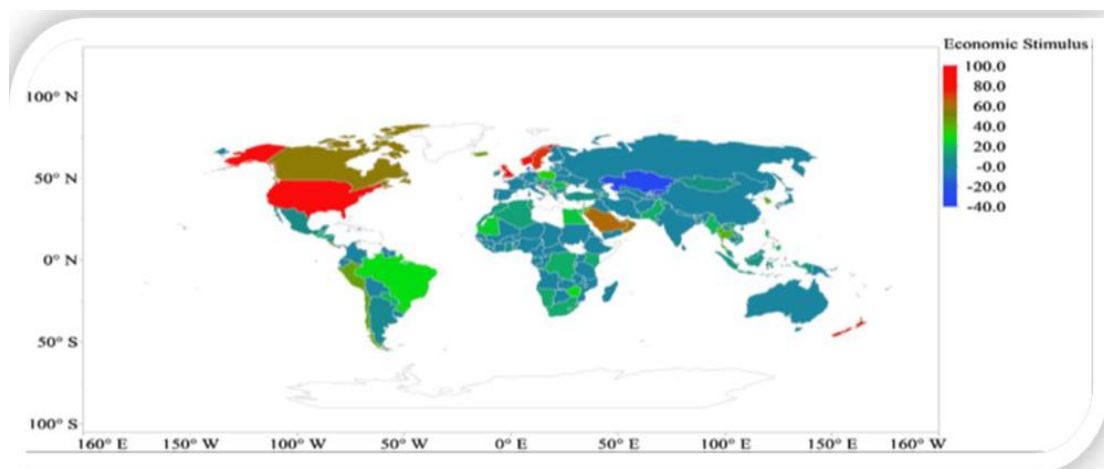 Economic Stimulus
100.0
80.0
60.0
40.0
20.0
-0.0
-20.0
-40.0
100° N
50° N
0° N
50° S
100° S
160° E 150° W 100° W 50° W 0° E 50° E 100° E 150° E 160° W